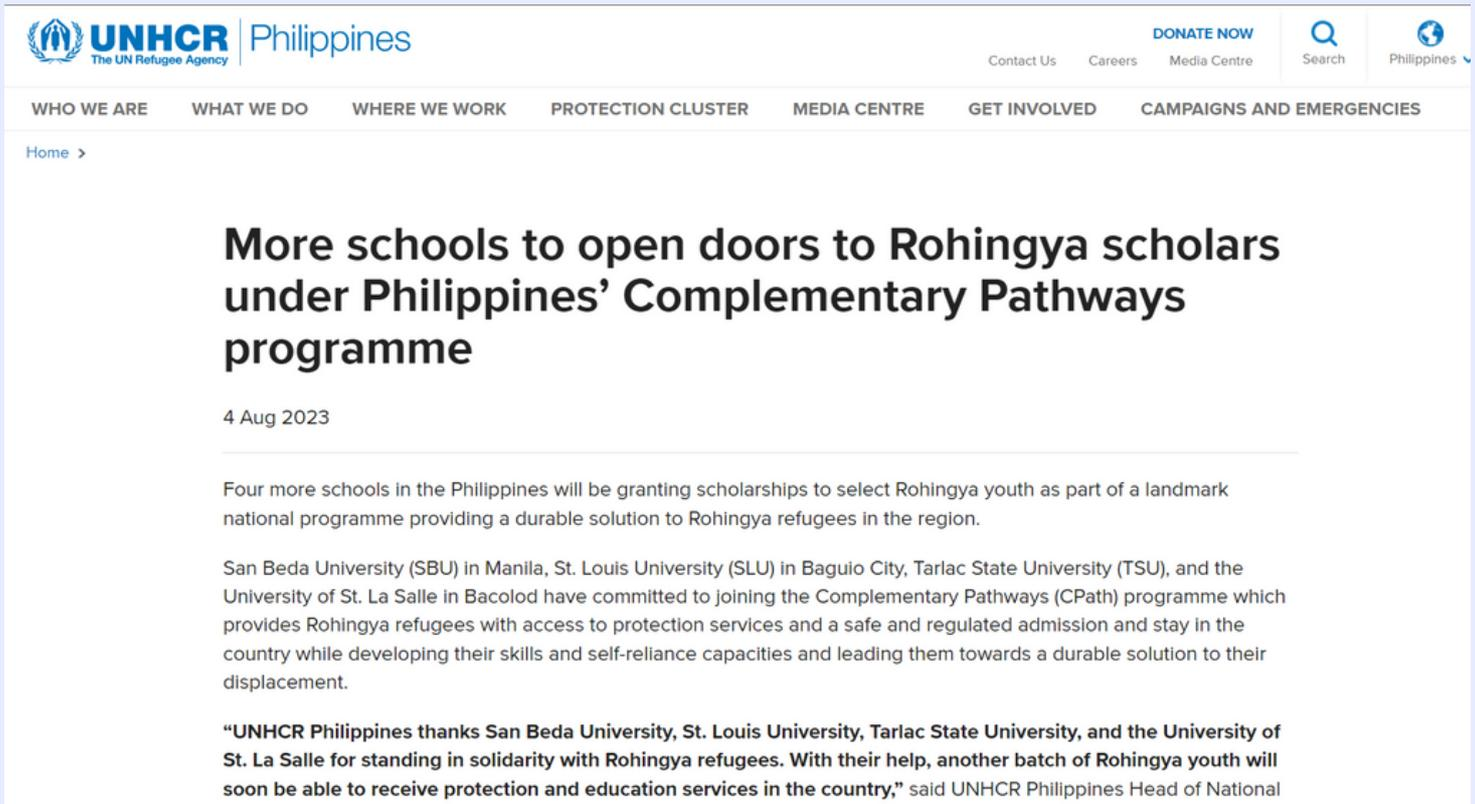 UNHCR
The UN Refugee Agency
Philippines
DONATE NOW
Contact Us Careers Media Centre
Search
Philippines
WHO WE ARE WHAT WE DO WHERE WE WORK PROTECTION CLUSTER MEDIA CENTRE GET INVOLVED CAMPAIGNS AND EMERGENCIES
Home >
More schools to open doors to Rohingya scholars
under Philippines’ Complementary Pathways
programme
4 Aug 2023
Four more schools in the Philippines will be granting scholarships to select Rohingya youth as part of a landmark
national programme providing a durable solution to Rohingya refugees in the region.
San Beda University (SBU) in Manila, St. Louis University (SLU) in Baguio City, Tarlac State University (TSU), and the
University of St. La Salle in Bacolod have committed to joining the Complementary Pathways (CPath) programme which
provides Rohingya refugees with access to protection services and a safe and regulated admission and stay in the
country while developing their skills and self-reliance capacities and leading them towards a durable solution to their
displacement.
“UNHCR Philippines thanks San Beda University, St. Louis University, Tarlac State University, and the University of
St. La Salle for standing in solidarity with Rohingya refugees. With their help, another batch of Rohingya youth will
soon be able to receive protection and education services in the country,” said UNHCR Philippines Head of National